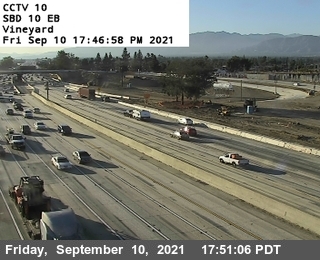 CCTV 10
SBD 10 EB
Vineyard
Fri Sep 10 17:46:58 PM 2021
Friday, September 10, 2021 17:51:06 PDT